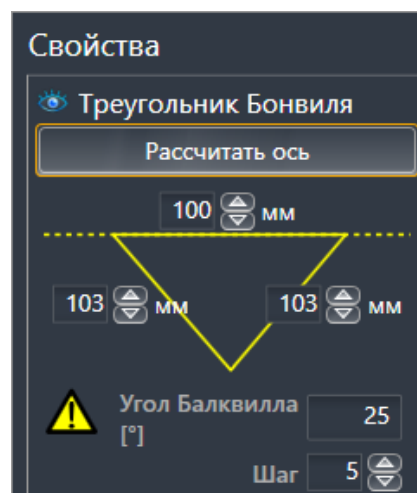 Свойства
Треугольник Бонвиля
Рассчитать ось
100 мм
103 мм 103 мм
Угол Балквилла
[°] 25
Шаг 5